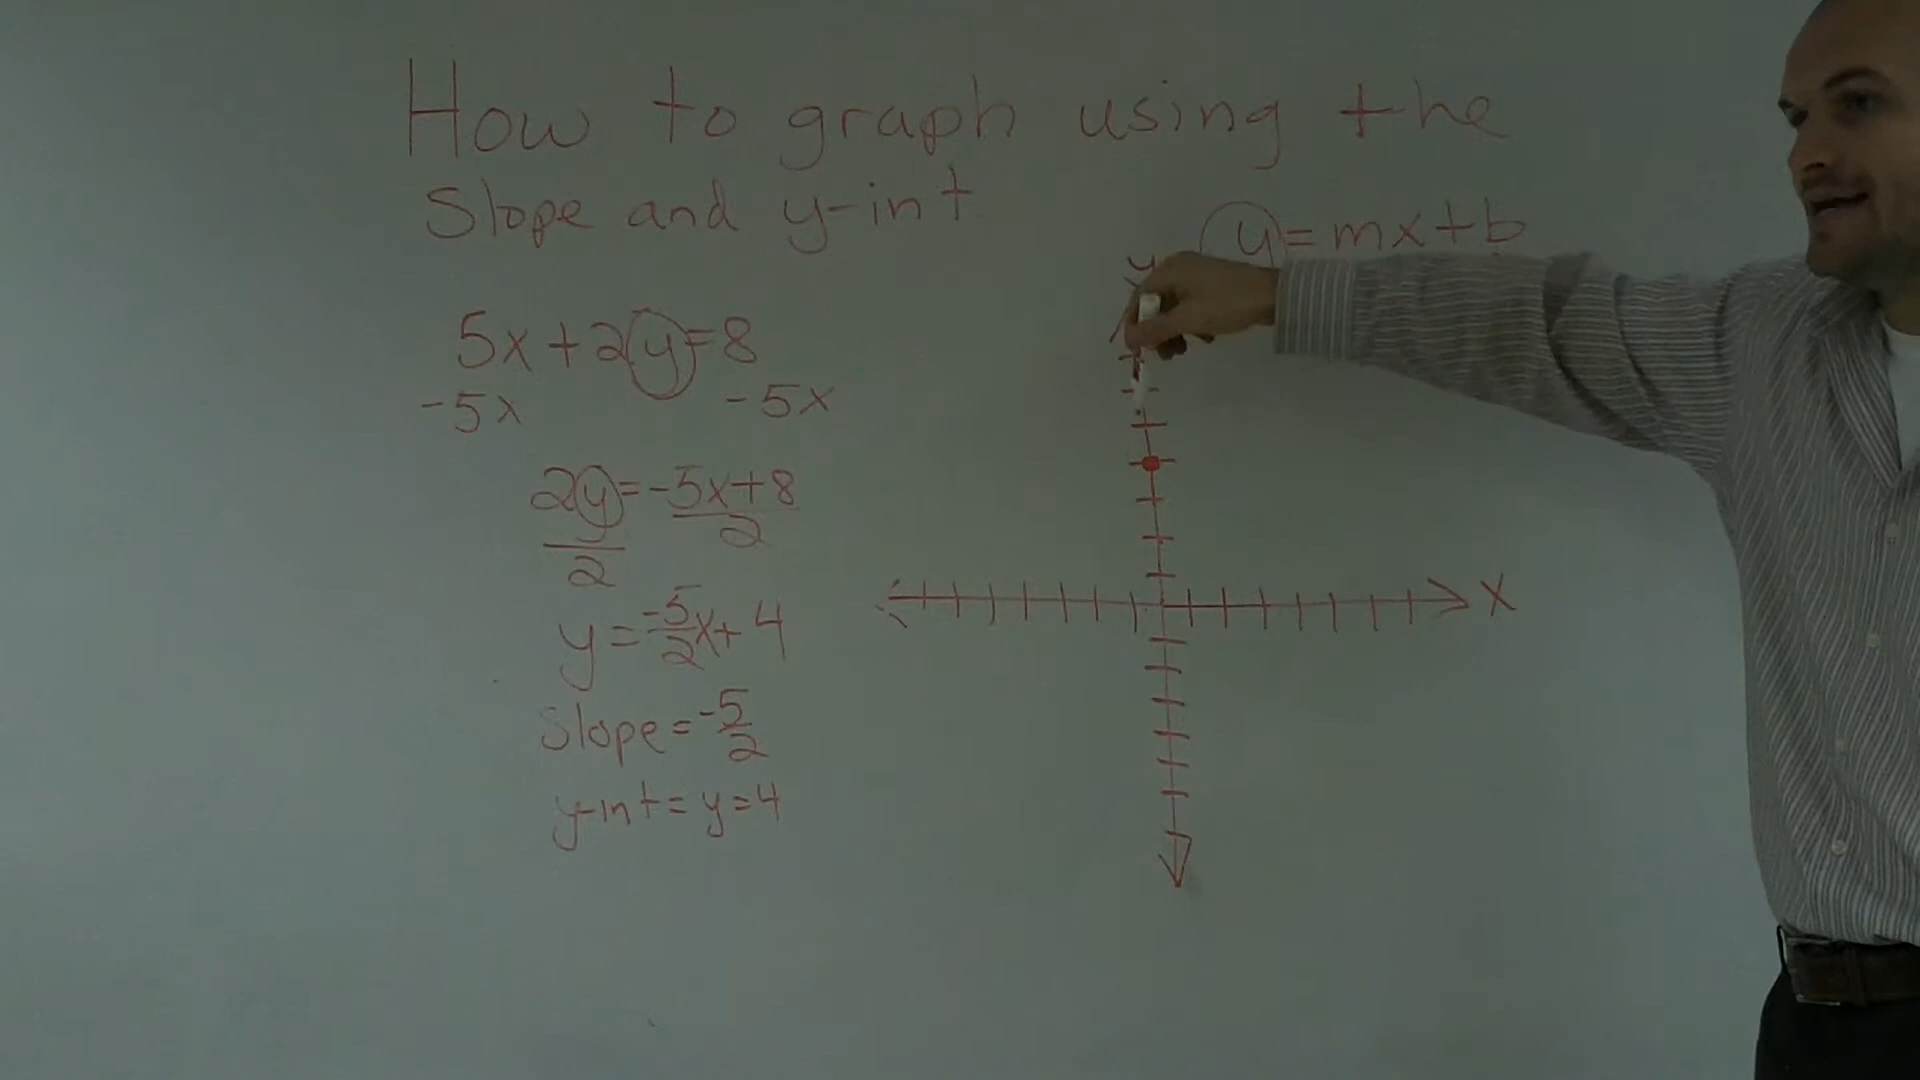 How to graph using the
Slope and y-int
y=mx+b
5x+2y=8
-5x -5x
2y=-5x+8
2 2
y=-5/2x+4
Slope=-5/2
y-int=y=4
y
x